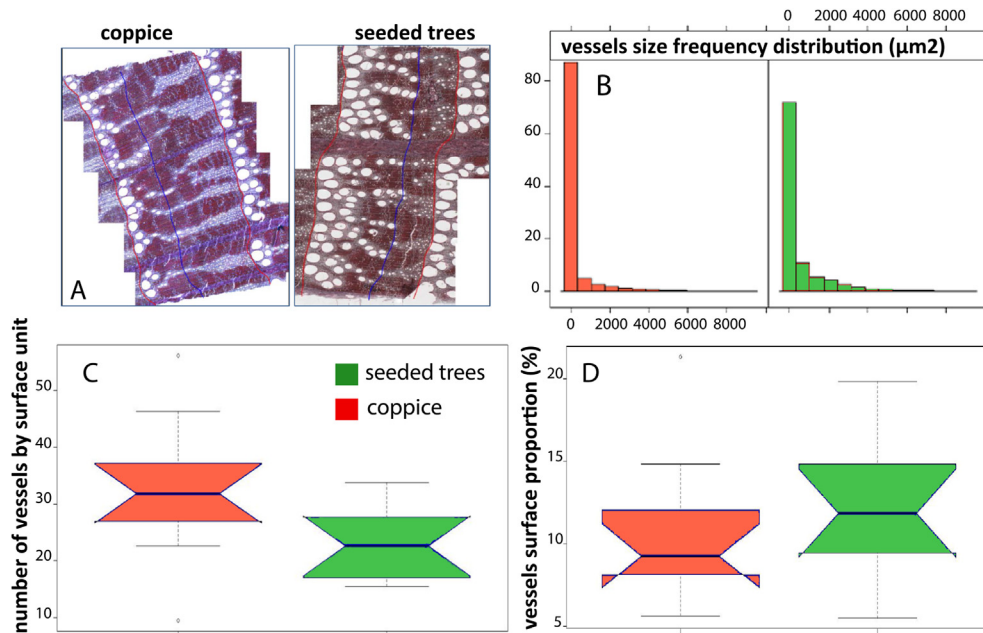 coppice
seeded trees
A
0 2000 4000 6000 8000
vessels size frequency distribution (µm2)
B
80
60
40
20
0
0 2000 4000 6000 8000
number of vessels by surface unit
C
seeded trees
coppice
50
40
30
20
10
vessels surface proportion (%)
D
20
15
10
5